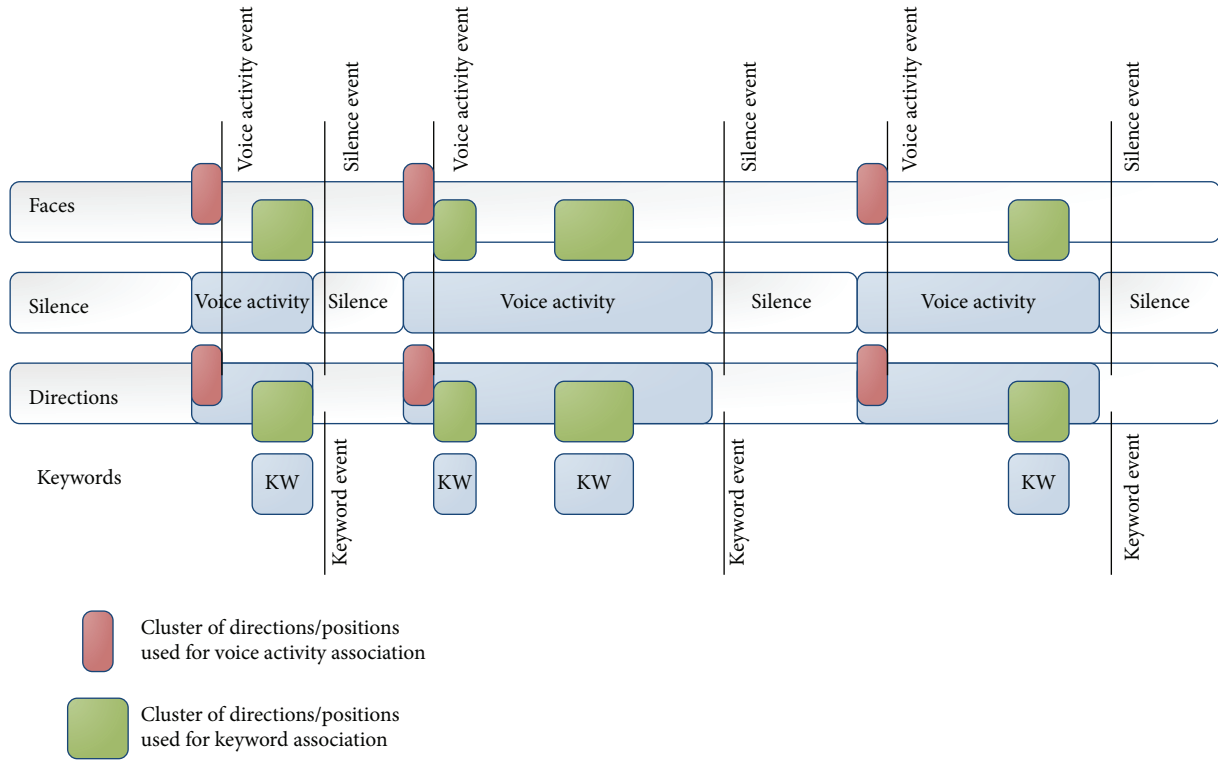 Voice activity event
Silence event
Voice activity event
Silence event
Voice activity event
Silence event
Faces
Silence
Voice activity
Silence
Voice activity
Silence
Voice activity
Silence
Directions
Keywords
KW
KW
KW
KW
Keyword event
Keyword event
Keyword event
Cluster of directions/positions
used for voice activity association
Cluster of directions/positions
used for keyword association